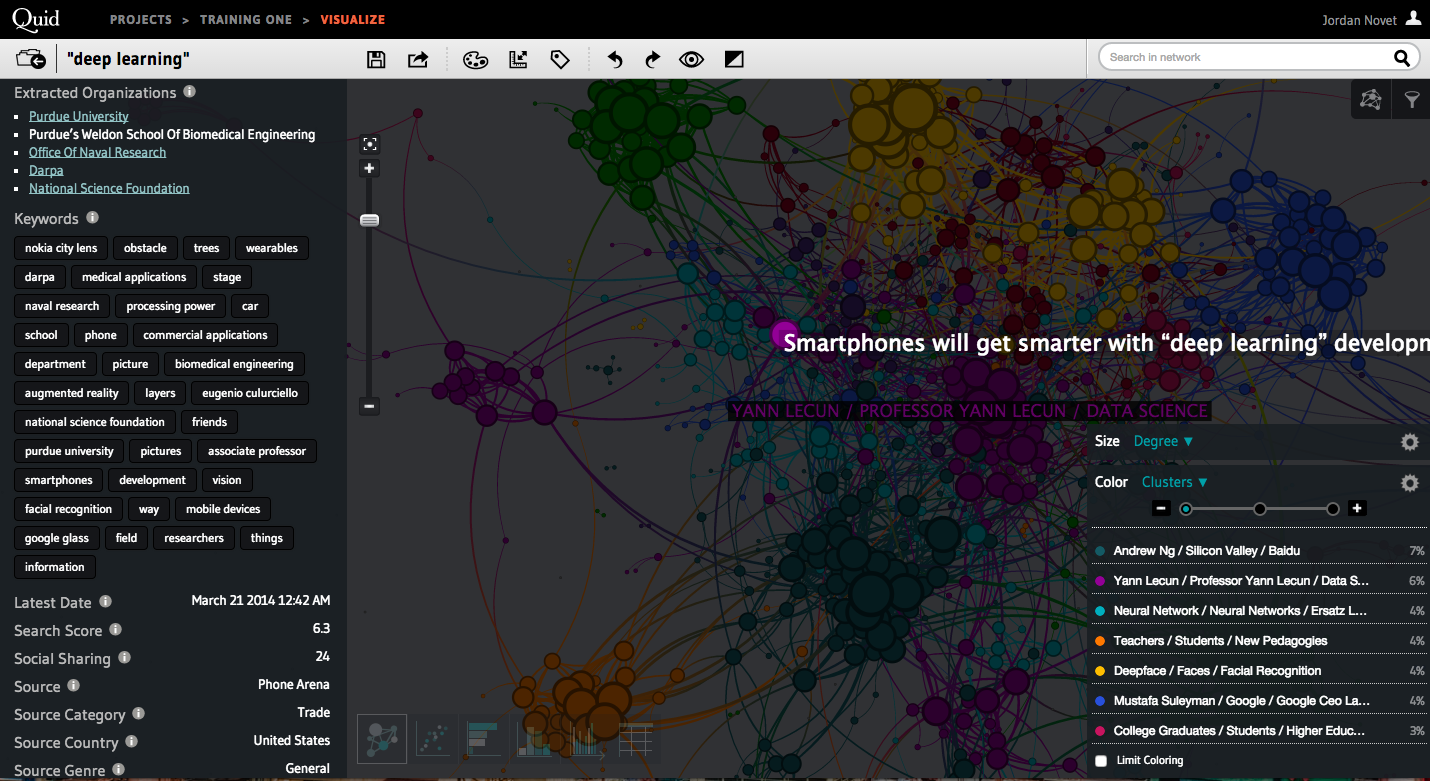 Quid PROJECTS > TRAINING ONE > VISUALIZE Jordan Novet
"deep learning" Search in network
Extracted Organizations i
Purdue University
Purdue's Weldon School Of Biomedical Engineering
Office Of Naval Research
Darpa
National Science Foundation
Keywords i
nokia city lens obstacle trees wearables
darpa medical applications stage
naval research processing power car
school phone commercial applications
department picture biomedical engineering
augmented reality layers eugenio culurciello
national science foundation friends
purdue university pictures associate professor
smartphones development vision
facial recognition way mobile devices
google glass field researchers things
information
Latest Date i March 21 2014 12:42 AM
Search Score i 6.3
Social Sharing i 24
Source i Phone Arena
Source Category i Trade
Source Country i United States
Source Genre i General
+
-
Smartphones will get smarter with “deep learning” developm
YANN LECUN / PROFESSOR YANN LECUN / DATA SCIENCE
Size Degree ▼
Color Clusters ▼
- +
Andrew Ng / Silicon Valley / Baidu 7%
Yann Lecun / Professor Yann Lecun / Data S... 6%
Neural Network / Neural Networks / Ersatz L... 4%
Teachers / Students / New Pedagogies 4%
Deepface / Faces / Facial Recognition 4%
Mustafa Suleyman / Google / Google Ceo La... 4%
College Graduates / Students / Higher Educ... 3%
Limit Coloring